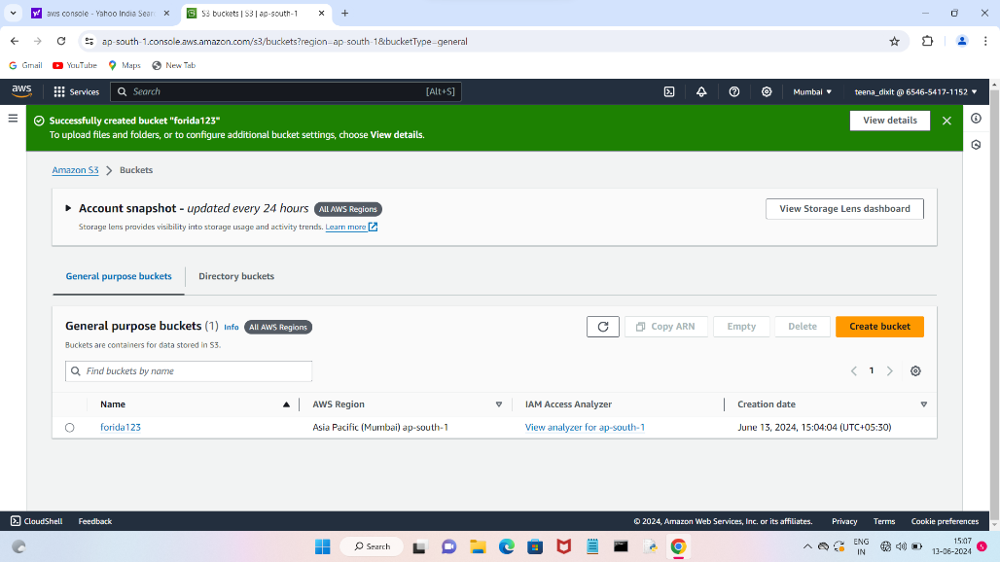 aws console - Yahoo India Sear
S3 buckets | S3 | ap-south-1
ap-south-1.console.aws.amazon.com/s3/buckets?region=ap-south-1&bucketType=general
Gmail YouTube Maps New Tab
aws Services Search [Alt+S] Mumbai ▼ teena_dixit @ 6546-5417-1152 ▼
Successfully created bucket "forida123"
To upload files and folders, or to configure additional bucket settings, choose View details.
View details
Amazon S3 Buckets
Account snapshot - updated every 24 hours All AWS Regions
View Storage Lens dashboard
Storage lens provides visibility into storage usage and activity trends. Learn more
General purpose buckets Directory buckets
General purpose buckets (1) Info All AWS Regions
Copy ARN Empty Delete Create bucket
Buckets are containers for data stored in S3.
Find buckets by name
1
Name AWS Region IAM Access Analyzer Creation date
forida123 Asia Pacific (Mumbai) ap-south-1 View analyzer for ap-south-1 June 13, 2024, 15:04:04 (UTC+05:30)
CloudShell Feedback © 2024, Amazon Web Services, Inc. or its affiliates. Privacy Terms Cookie preferences
Search
ENG
IN
15:07
13-06-2024
5